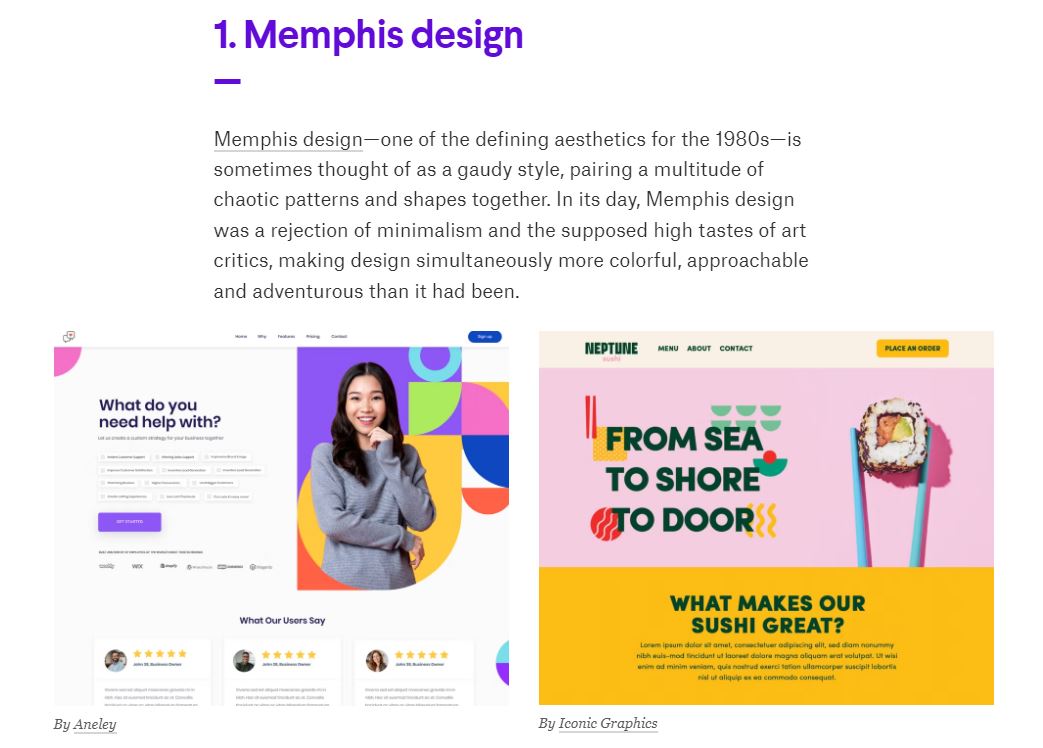 1. Memphis design
Memphis design—one of the defining aesthetics for the 1980s—is
sometimes thought of as a gaudy style, pairing a multitude of
chaotic patterns and shapes together. In its day, Memphis design
was a rejection of minimalism and the supposed high tastes of art
critics, making design simultaneously more colorful, approachable
and adventurous than it had been.
Home Why Features Pricing Contact Sign up
What do you
need help with?
Let us create a custom strategy for your business together
GET STARTED
WIX shopify
What Our Users Say
John SB, Business Owner John SB, Business Owner John SB, Business Owner
By Aneley
NEPTUNE
sushi
MENU ABOUT CONTACT PLACE AN ORDER
FROM SEA
TO SHORE
TO DOOR
WHAT MAKES OUR
SUSHI GREAT?
Lorem ipsum dolor sit amet, consectetuer adipiscing elit, sed diam nonummy
nibh euis-mod tincidunt ut laoreet dolore magna aliquam erat volutpat. Ut wisi
enim ad minim veniam, quis nostrud exerci tation ullamcorper suscipit lobortis
nisl ut aliquip ex ea commodo consequat.
By Iconic Graphics